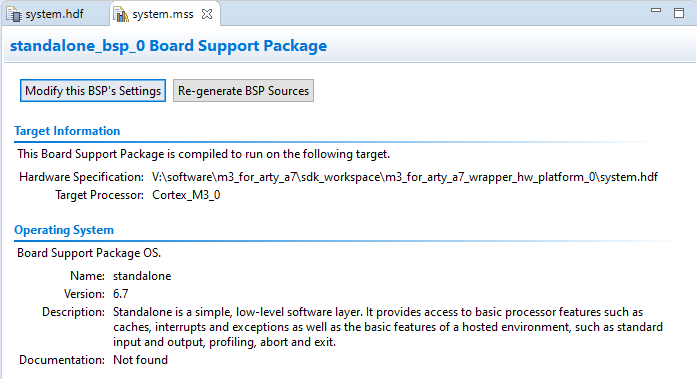 system.hdf system.mss
standalone_bsp_0 Board Support Package
Modify this BSP's Settings Re-generate BSP Sources
Target Information
This Board Support Package is compiled to run on the following target.
Hardware Specification: V:\software\m3_for_arty_a7\sdk_workspace\m3_for_arty_a7_wrapper_hw_platform_0\system.hdf
Target Processor: Cortex_M3_0
Operating System
Board Support Package OS.
Name: standalone
Version: 6.7
Description: Standalone is a simple, low-level software layer. It provides access to basic processor features such as
caches, interrupts and exceptions as well as the basic features of a hosted environment, such as standard
input and output, profiling, abort and exit.
Documentation: Not found